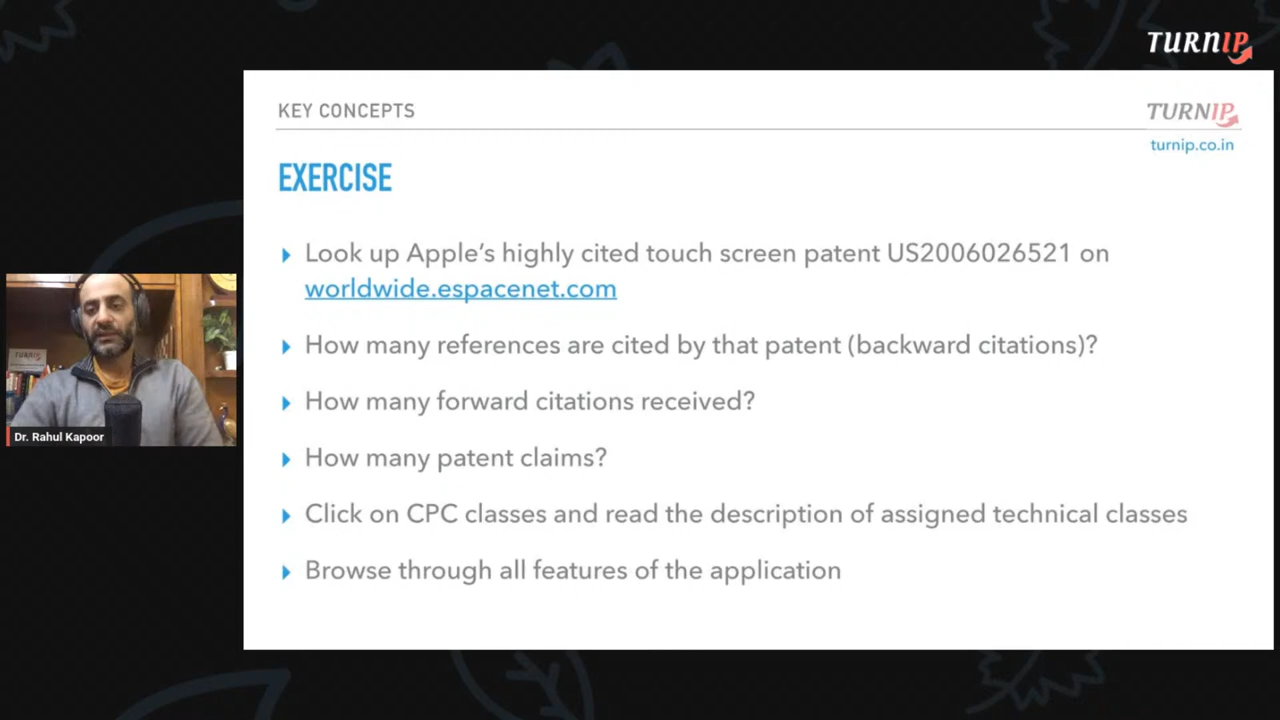 TURNIP
KEY CONCEPTS
TURNIP
turnip.co.in
EXERCISE
Look up Apple’s highly cited touch screen patent US2006026521 on
worldwide.espacenet.com
How many references are cited by that patent (backward citations)?
How many forward citations received?
How many patent claims?
Click on CPC classes and read the description of assigned technical classes
Browse through all features of the application
TURNIP
Dr. Rahul Kapoor